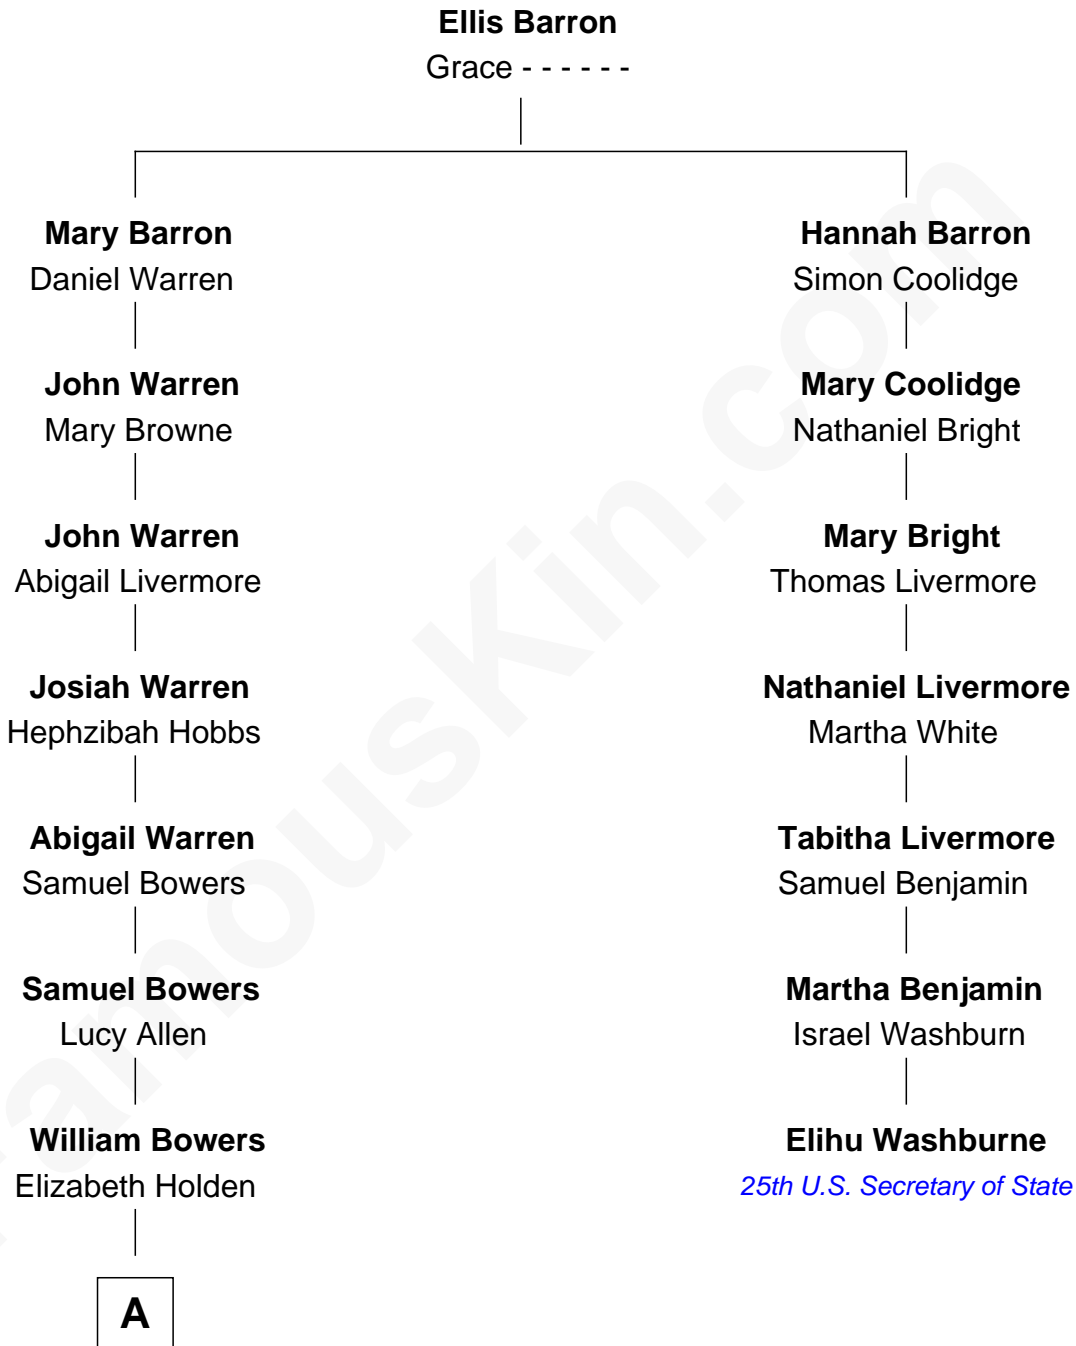 Ellis Barron
Grace - - - - - -
Mary Barron
Daniel Warren
Hannah Barron
Simon Coolidge
John Warren
Mary Browne
Mary Coolidge
Nathaniel Bright
John Warren
Abigail Livermore
Mary Bright
Thomas Livermore
Josiah Warren
Hephzibah Hobbs
Nathaniel Livermore
Martha White
Abigail Warren
Samuel Bowers
Tabitha Livermore
Samuel Benjamin
Samuel Bowers
Lucy Allen
Martha Benjamin
Israel Washburn
William Bowers
Elizabeth Holden
Elihu Washburne
25th U.S. Secretary of State
A
FamousKin.com